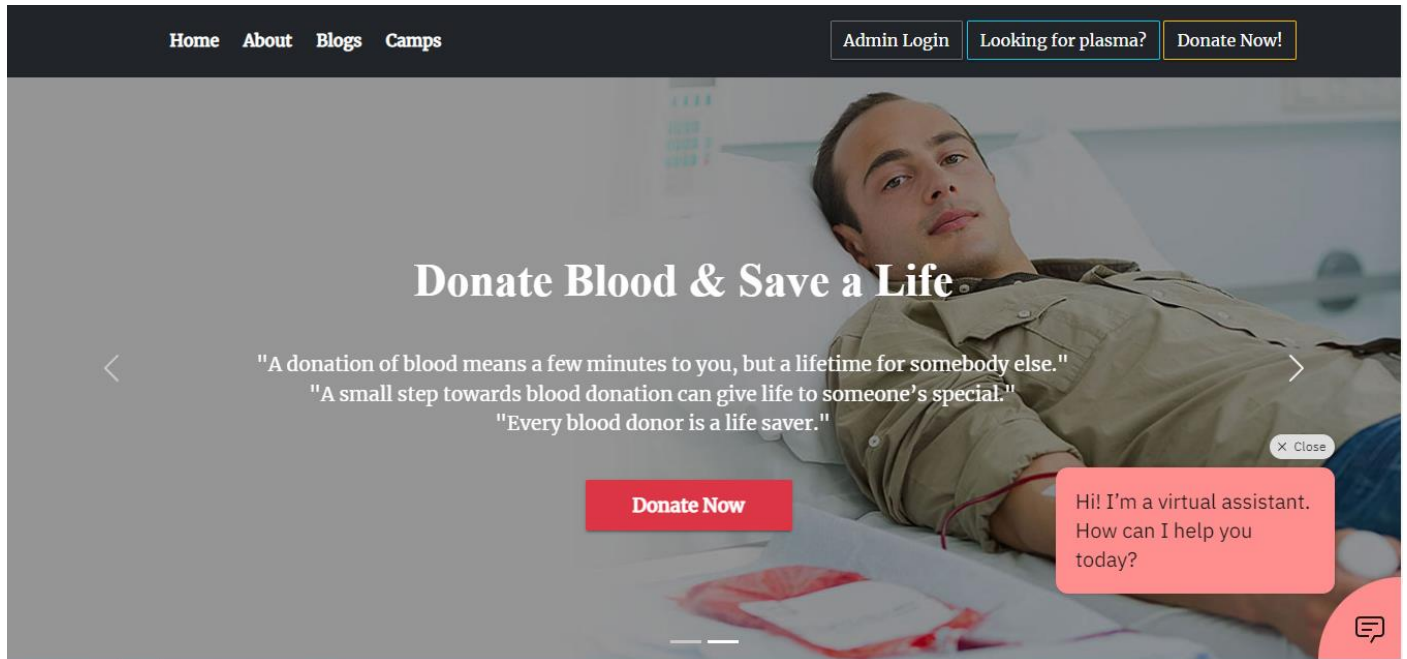 Home About Blogs Camps Admin Login Looking for plasma? Donate Now!
Donate Blood & Save a Life
"A donation of blood means a few minutes to you, but a lifetime for somebody else."
"A small step towards blood donation can give life to someone’s special."
"Every blood donor is a life saver."
Donate Now
× Close
Hi! I’m a virtual assistant.
How can I help you
today?